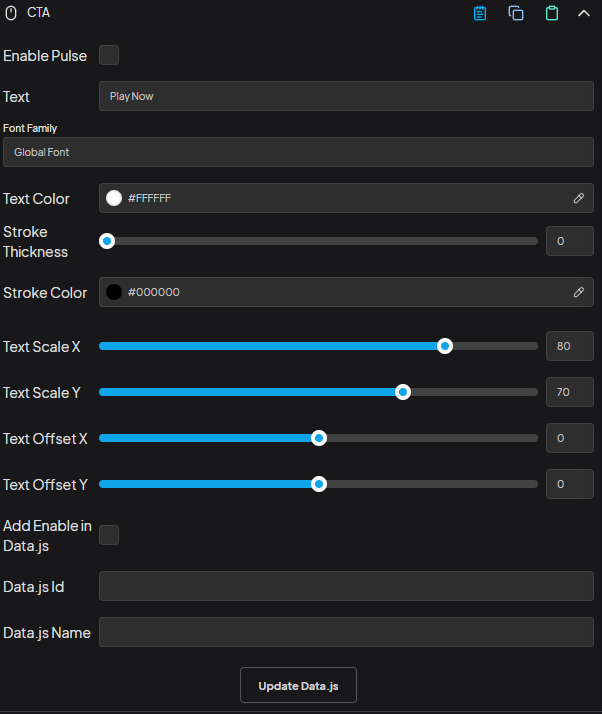 CTA
Enable Pulse
Text
Play Now
Font Family
Global Font
Text Color
#FFFFFF
Stroke
Thickness
0
Stroke Color
#000000
Text Scale X
80
Text Scale Y
70
Text Offset X
0
Text Offset Y
0
Add Enable in
Data.js
Data.js Id
Data.js Name
Update Data.js